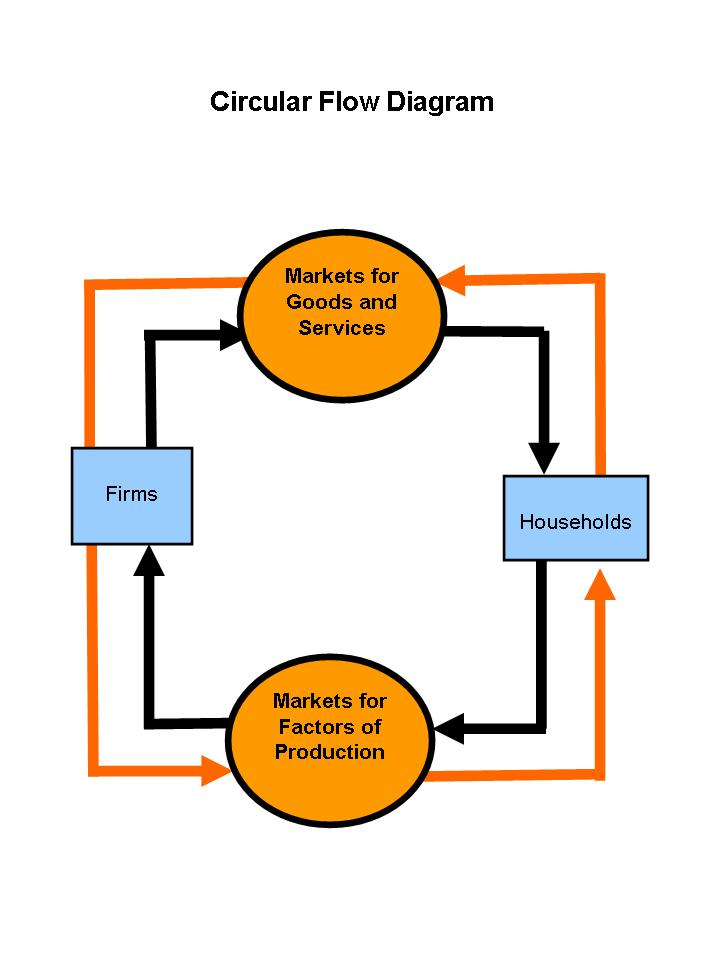 Circular Flow Diagram
Markets for
Goods and
Services
Firms
Households
Markets for
Factors of
Production